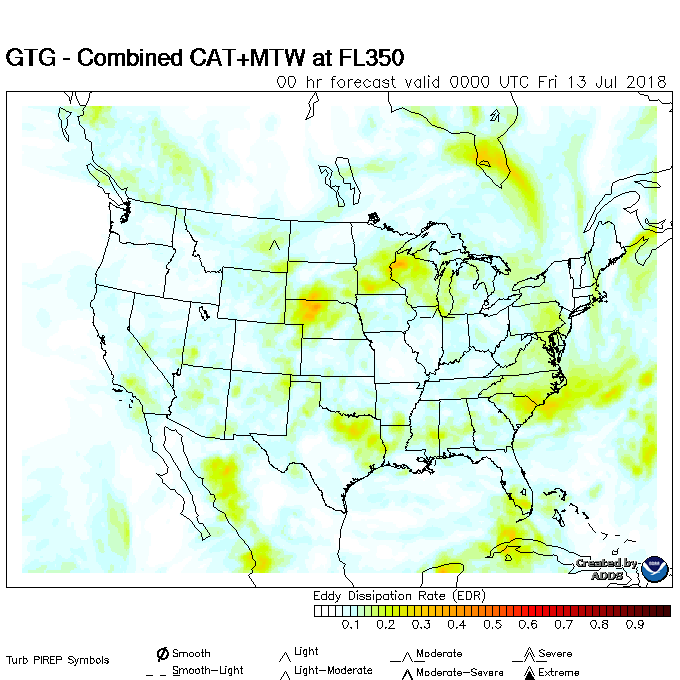 GTG - Combined CAT+MTW at FL350
00 hr forecast valid 0000 UTC Fri 13 Jul 2018
Created by
ADDS
Eddy Dissipation Rate (EDR)
0.1 0.2 0.3 0.4 0.5 0.6 0.7 0.8 0.9
Turb PIREP Symbols
Smooth Light Moderate Severe
Smooth-Light Light-Moderate Moderate-Severe Extreme